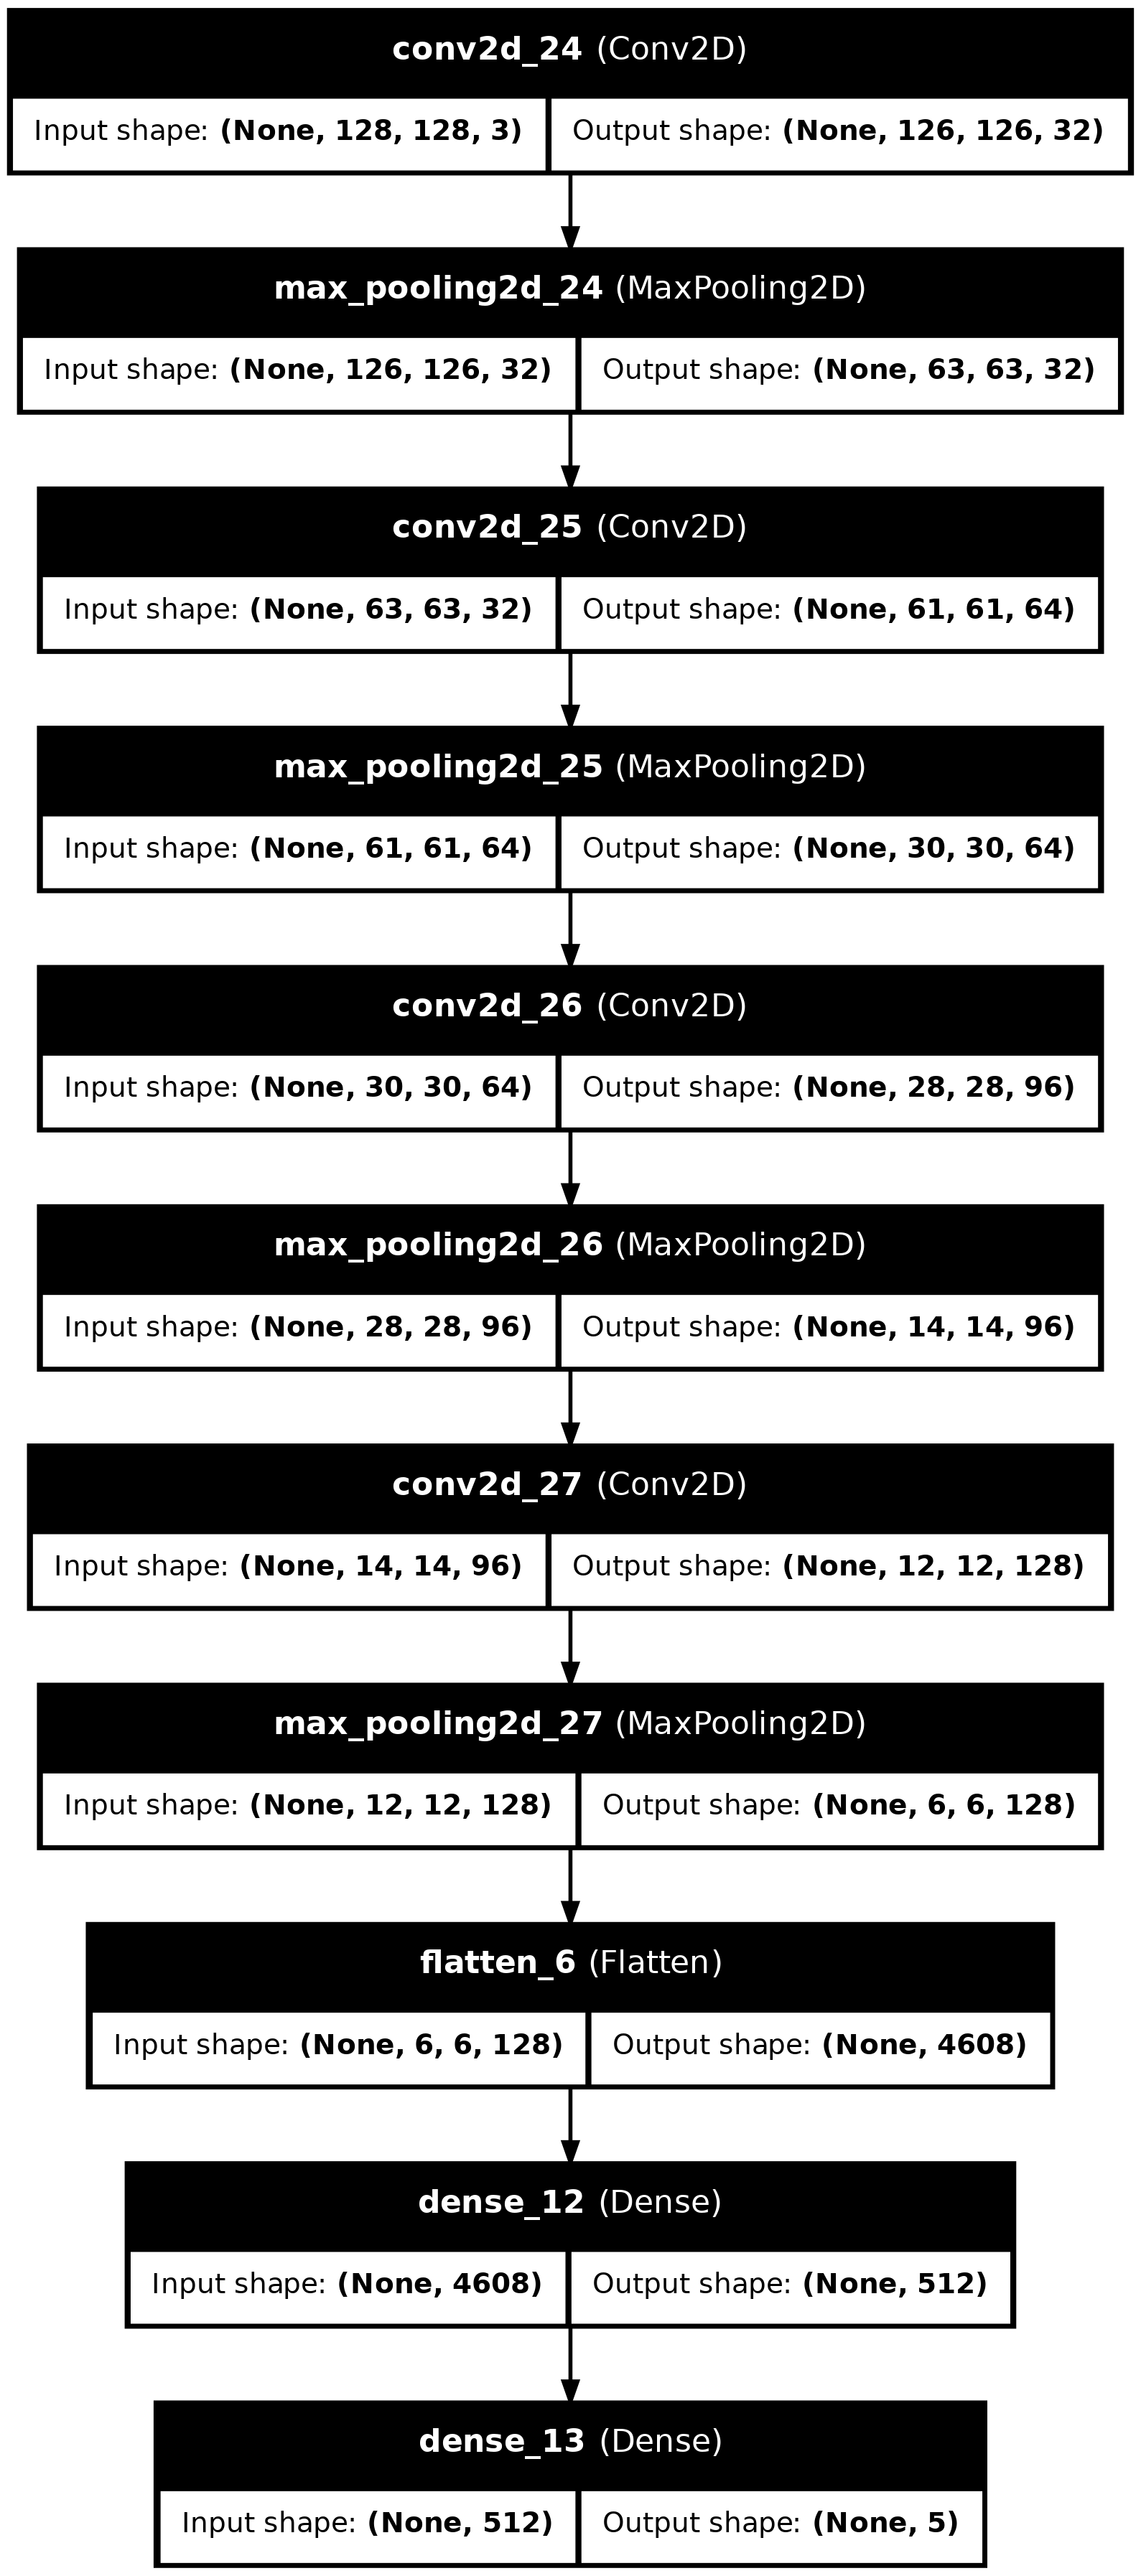 conv2d_24 (Conv2D)
Input shape: (None, 128, 128, 3) Output shape: (None, 126, 126, 32)
max_pooling2d_24 (MaxPooling2D)
Input shape: (None, 126, 126, 32) Output shape: (None, 63, 63, 32)
conv2d_25 (Conv2D)
Input shape: (None, 63, 63, 32) Output shape: (None, 61, 61, 64)
max_pooling2d_25 (MaxPooling2D)
Input shape: (None, 61, 61, 64) Output shape: (None, 30, 30, 64)
conv2d_26 (Conv2D)
Input shape: (None, 30, 30, 64) Output shape: (None, 28, 28, 96)
max_pooling2d_26 (MaxPooling2D)
Input shape: (None, 28, 28, 96) Output shape: (None, 14, 14, 96)
conv2d_27 (Conv2D)
Input shape: (None, 14, 14, 96) Output shape: (None, 12, 12, 128)
max_pooling2d_27 (MaxPooling2D)
Input shape: (None, 12, 12, 128) Output shape: (None, 6, 6, 128)
flatten_6 (Flatten)
Input shape: (None, 6, 6, 128) Output shape: (None, 4608)
dense_12 (Dense)
Input shape: (None, 4608) Output shape: (None, 512)
dense_13 (Dense)
Input shape: (None, 512) Output shape: (None, 5)